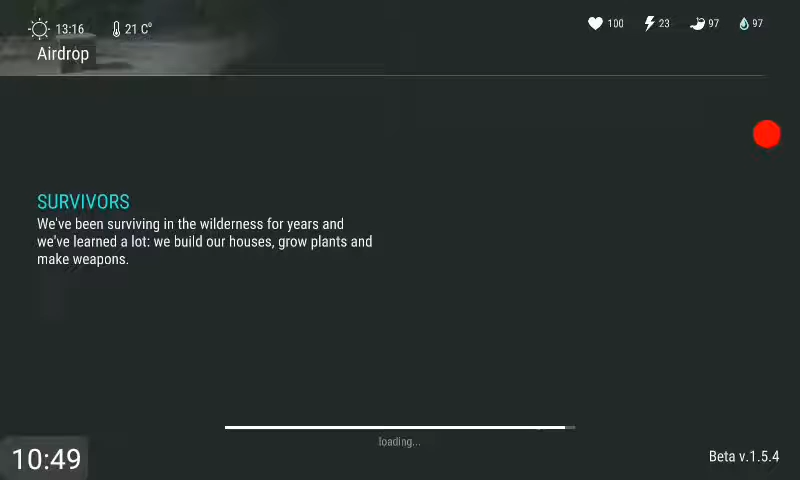 13:16 21 C° 100 23 97 97
Airdrop
SURVIVORS
We've been surviving in the wilderness for years and
we've learned a lot: we build our houses, grow plants and
make weapons.
loading...
10:49
Beta v.1.5.4